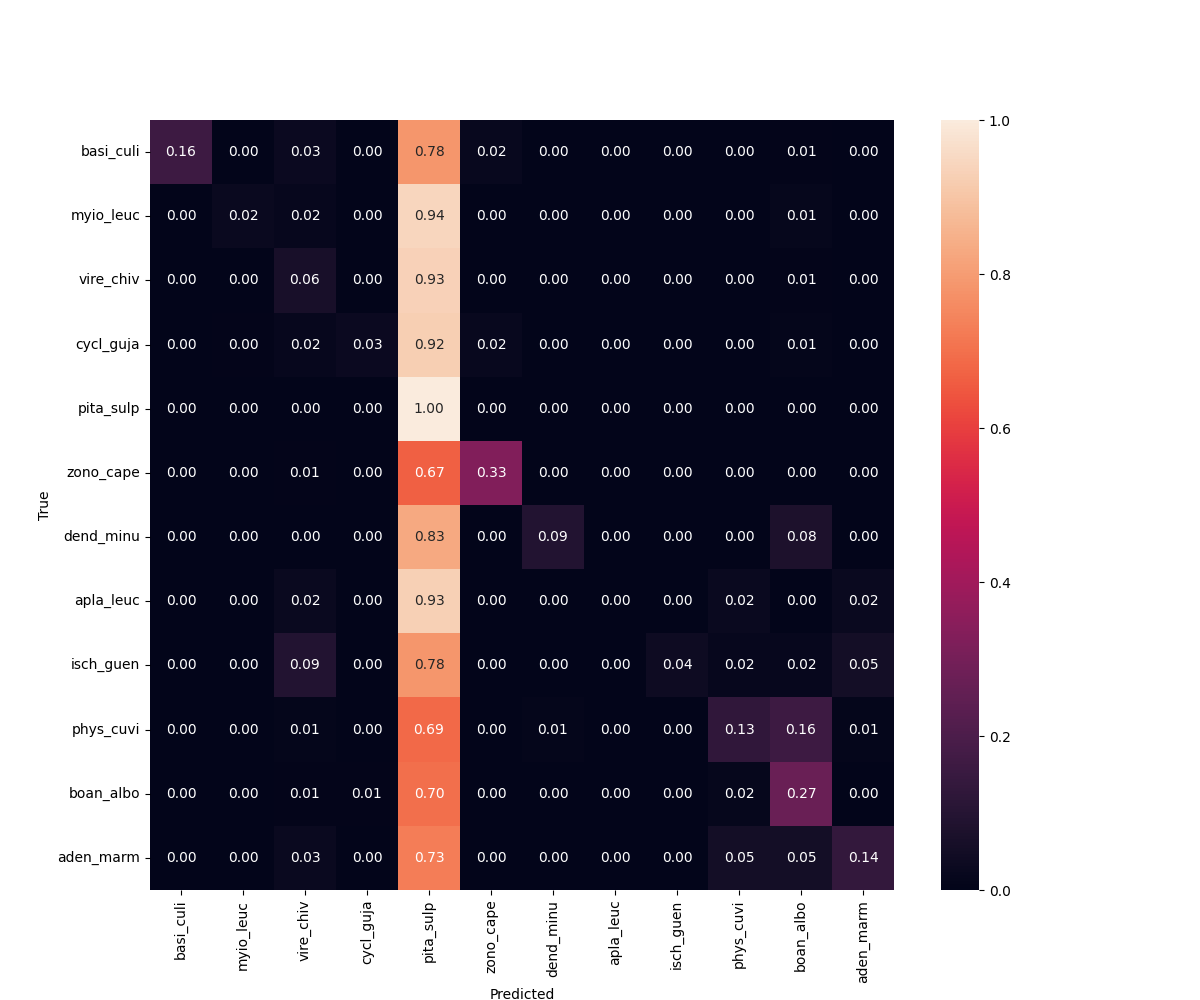 basi_culi 0.16 0.00 0.03 0.00 0.78 0.02 0.00 0.00 0.00 0.00 0.01 0.00
myio_leuc 0.00 0.02 0.02 0.00 0.94 0.00 0.00 0.00 0.00 0.00 0.01 0.00
vire_chiv 0.00 0.00 0.06 0.00 0.93 0.00 0.00 0.00 0.00 0.00 0.01 0.00
cycl_guja 0.00 0.00 0.02 0.03 0.92 0.02 0.00 0.00 0.00 0.00 0.01 0.00
pita_sulp 0.00 0.00 0.00 0.00 1.00 0.00 0.00 0.00 0.00 0.00 0.00 0.00
zono_cape 0.00 0.00 0.01 0.00 0.67 0.33 0.00 0.00 0.00 0.00 0.00 0.00
dend_minu 0.00 0.00 0.00 0.00 0.83 0.00 0.09 0.00 0.00 0.00 0.08 0.00
apla_leuc 0.00 0.00 0.02 0.00 0.93 0.00 0.00 0.00 0.00 0.02 0.00 0.02
isch_guen 0.00 0.00 0.09 0.00 0.78 0.00 0.00 0.00 0.04 0.02 0.02 0.05
phys_cuvi 0.00 0.00 0.01 0.00 0.69 0.00 0.01 0.00 0.00 0.13 0.16 0.01
boan_albo 0.00 0.00 0.01 0.01 0.70 0.00 0.00 0.00 0.00 0.02 0.27 0.00
aden_marm 0.00 0.00 0.03 0.00 0.73 0.00 0.00 0.00 0.00 0.05 0.05 0.14
True
basi_culi
myio_leuc
vire_chiv
cycl_guja
pita_sulp
zono_cape
dend_minu
apla_leuc
isch_guen
phys_cuvi
boan_albo
aden_marm
Predicted
1.0
0.8
0.6
0.4
0.2
0.0